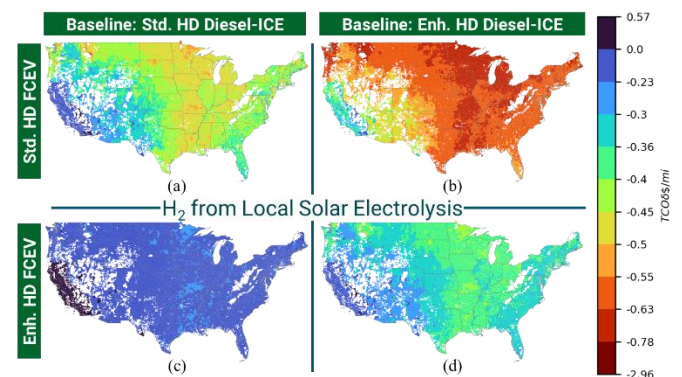 Baseline: Std. HD Diesel-ICE
Baseline: Enh. HD Diesel-ICE
Std. HD FCEV
(a)
(b)
H₂ from Local Solar Electrolysis
Enh. HD FCEV
(c)
(d)
0.57
0.0
-0.23
-0.3
-0.36
-0.4
-0.45
-0.5
-0.55
-0.63
-0.78
-2.96
TCOδ$/mi